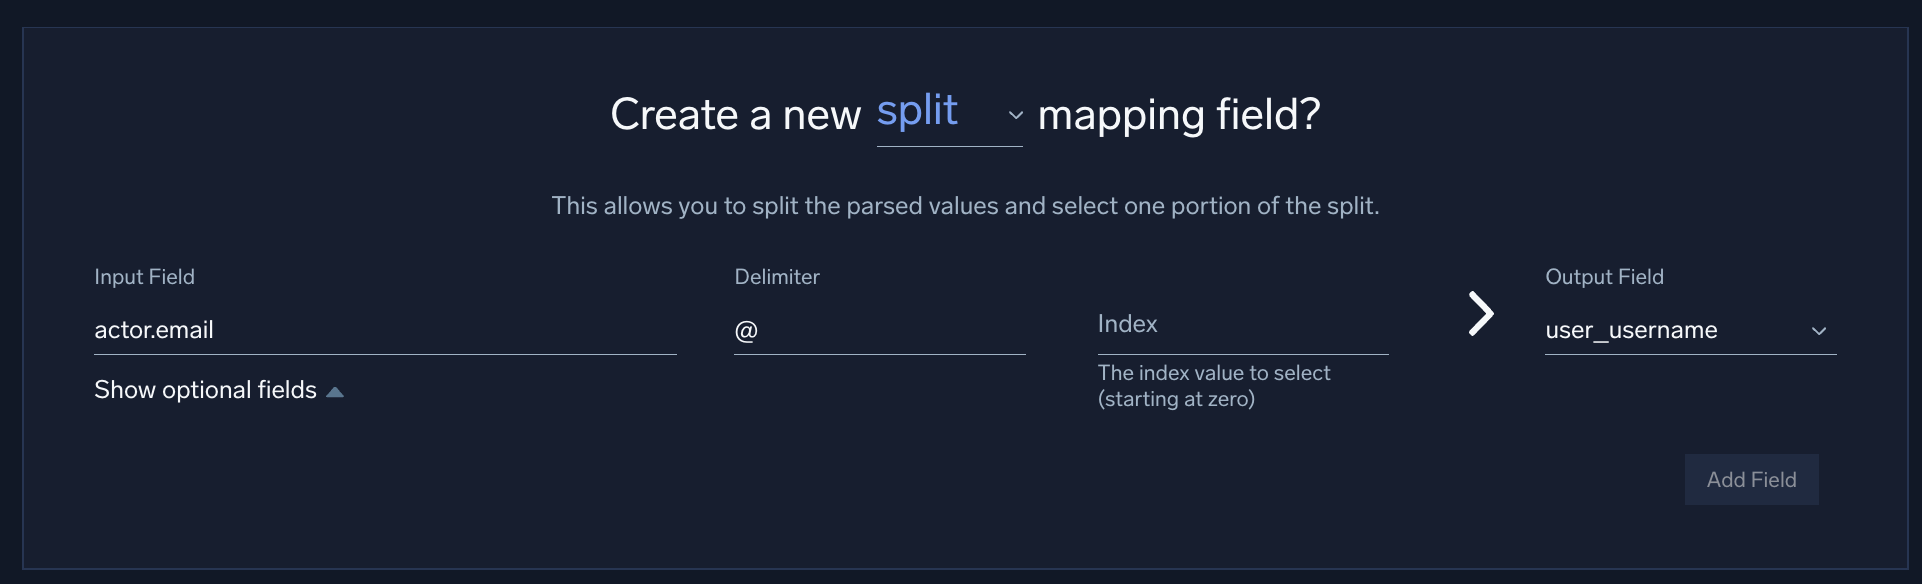 Create a new split mapping field?
This allows you to split the parsed values and select one portion of the split.
Input Field
actor.email
Show optional fields
Delimiter
@
Index
The index value to select
(starting at zero)
Output Field
user_username
Add Field